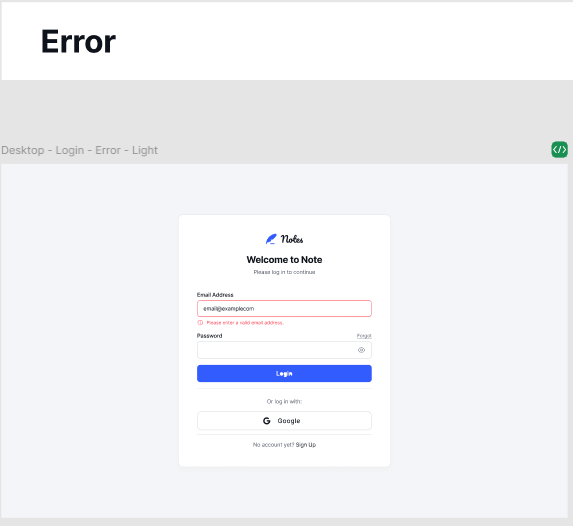 Error
Desktop - Login - Error - Light
</>
Notes
Welcome to Note
Please log in to continue
Email Address
email@examplecom
Please enter a valid email address.
Password
Forgot
Login
Or log in with:
G Google
No account yet? Sign Up